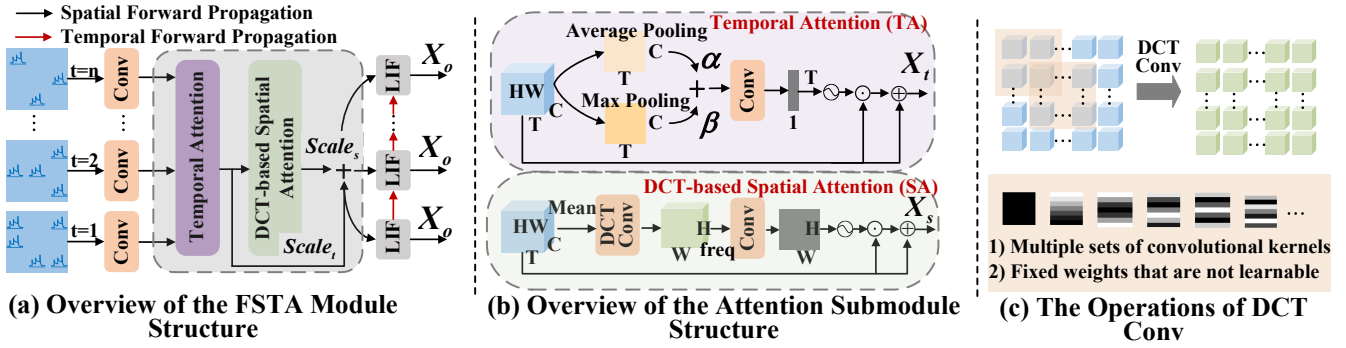 Spatial Forward Propagation
Temporal Forward Propagation
t=n
Conv
t=2
Conv
t=1
Conv
Temporal Attention
DCT-based Spatial
Attention
Scale_s
Scale_t
+
LIF
LIF
LIF
X_o
X_o
X_o
(a) Overview of the FSTA Module
Structure
Temporal Attention (TA)
Average Pooling
HW
C
T
C
T
Max Pooling
C
T
α
+
β
Conv
T
1
X_t
DCT-based Spatial Attention (SA)
HW
C
T
Mean
DCT
Conv
H
W
freq
Conv
H
W
X_s
(b) Overview of the Attention Submodule
Structure
DCT
Conv
1) Multiple sets of convolutional kernels
2) Fixed weights that are not learnable
(c) The Operations of DCT
Conv